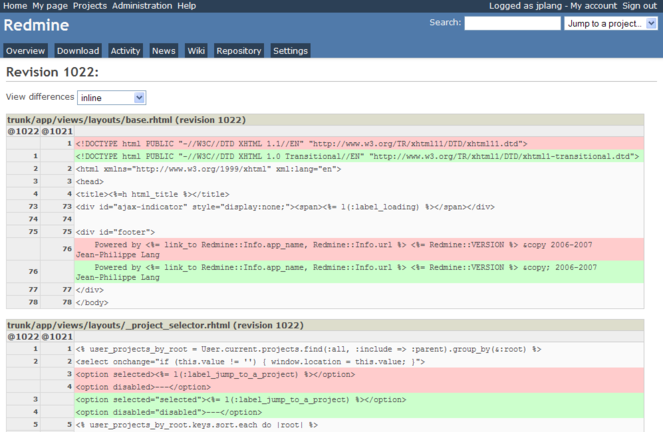 Home My page Projects Administration Help Logged as jplang - My account Sign out
Redmine Search: Jump to a project...
Overview Download Activity News Wiki Repository Settings
Revision 1022:
View differences inline
trunk/app/views/layouts/base.rhtml (revision 1022)
@1022 @1021
1 <!DOCTYPE html PUBLIC "-//W3C//DTD XHTML 1.1//EN" "http://www.w3.org/TR/xhtml11/DTD/xhtml11.dtd">
1 <!DOCTYPE html PUBLIC "-//W3C//DTD XHTML 1.0 Transitional//EN" "http://www.w3.org/TR/xhtml1/DTD/xhtml1-transitional.dtd">
2 2 <html xmlns="http://www.w3.org/1999/xhtml" xml:lang="en">
3 3 <head>
4 4 <title><%=h html_title %></title>
73 73 <div id="ajax-indicator" style="display:none;"><span><%= l(:label_loading) %></span></div>
74 74
75 75 <div id="footer">
76 Powered by <%= link_to Redmine::Info.app_name, Redmine::Info.url %> <%= Redmine::VERSION %> &copy 2006-2007
Jean-Philippe Lang
76 Powered by <%= link_to Redmine::Info.app_name, Redmine::Info.url %> <%= Redmine::VERSION %> &copy; 2006-2007
Jean-Philippe Lang
77 77 </div>
78 78 </body>
trunk/app/views/layouts/_project_selector.rhtml (revision 1022)
@1022 @1021
1 1 <% user_projects_by_root = User.current.projects.find(:all, :include => :parent).group_by(&:root) %>
2 2 <select onchange="if (this.value != '') { window.location = this.value; }">
3 <option selected><%= l(:label_jump_to_a_project) %></option>
4 <option disabled>---</option>
3 <option selected="selected"><%= l(:label_jump_to_a_project) %></option>
4 <option disabled="disabled">---</option>
5 5 <% user_projects_by_root.keys.sort.each do |root| %>